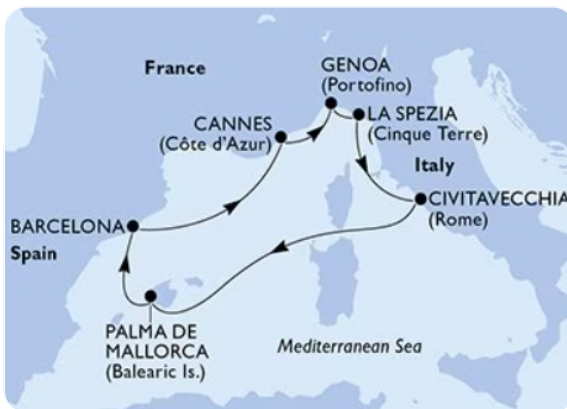 France
GENOA
(Portofino)
LA SPEZIA
(Cinque Terre)
CANNES
(Côte d'Azur)
Italy
CIVITAVECCHIA
(Rome)
BARCELONA
Spain
PALMA DE
MALLORCA
(Balearic Is.)
Mediterranean Sea